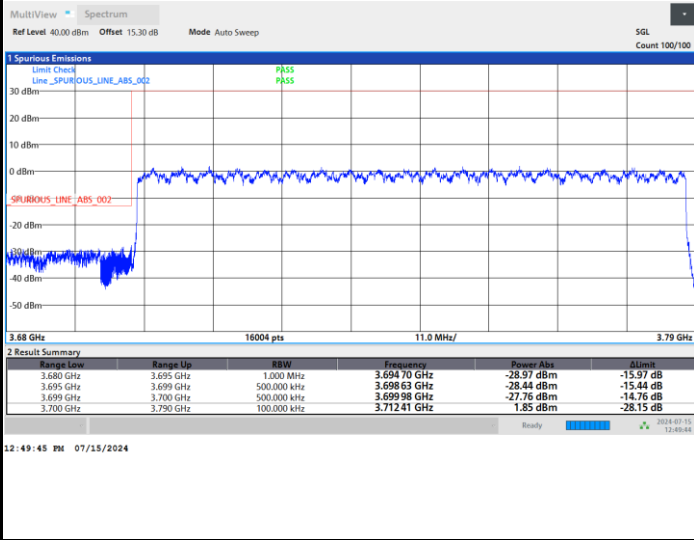 MultiView Spectrum
Ref Level 40.00 dBm Offset 15.30 dB Mode Auto Sweep SGL
Count 100/100
1 Spurious Emissions
Limit Check PASS
Line _SPURIOUS_LINE_ABS_002 PASS
30 dBm
20 dBm
10 dBm
0 dBm
_SPURIOUS_LINE_ABS_002
-20 dBm
-30 dBm
-40 dBm
-50 dBm
3.68 GHz 16004 pts 11.0 MHz/ 3.79 GHz
2 Result Summary
Range Low Range Up RBW Frequency Power Abs ΔLimit
3.680 GHz 3.695 GHz 1.000 MHz 3.694 70 GHz -28.97 dBm -15.97 dB
3.695 GHz 3.699 GHz 500.000 kHz 3.698 63 GHz -28.44 dBm -15.44 dB
3.699 GHz 3.700 GHz 500.000 kHz 3.699 98 GHz -27.76 dBm -14.76 dB
3.700 GHz 3.790 GHz 100.000 kHz 3.712 41 GHz 1.85 dBm -28.15 dB
Ready 2024-07-15
12:49:44
12:49:45 PM 07/15/2024